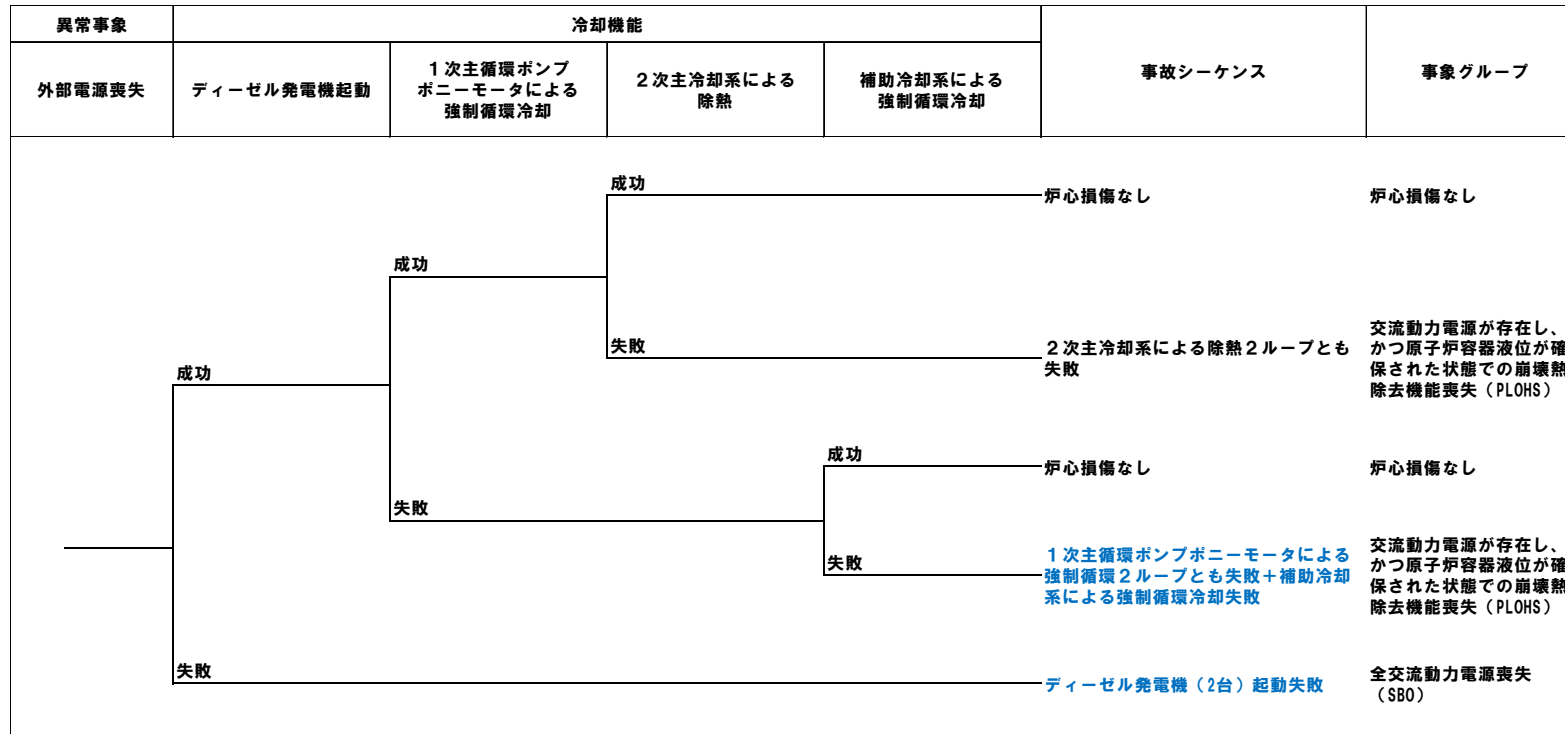 異常事象
冷却機能
事故シーケンス
事象グループ
外部電源喪失
ディーゼル発電機起動
1次主循環ポンプ
ポニーモータによる
強制循環冷却
2次主冷却系による
除熱
補助冷却系による
強制循環冷却
成功
炉心損傷なし
炉心損傷なし
成功
失敗
2次主冷却系による除熱2ループとも
失敗
交流動力電源が存在し、
かつ原子炉容器液位が確
保された状態での崩壊熱
除去機能喪失(PLOHS)
成功
成功
炉心損傷なし
炉心損傷なし
失敗
失敗
1次主循環ポンプポニーモータによる
強制循環2ループとも失敗+補助冷却
系による強制循環冷却失敗
交流動力電源が存在し、
かつ原子炉容器液位が確
保された状態での崩壊熱
除去機能喪失(PLOHS)
失敗
ディーゼル発電機(2台)起動失敗
全交流動力電源喪失
(SBO)